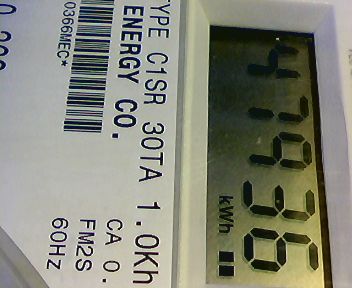 47936
kWh
TYPE C1SR 30TA 1.0Kh
ENERGY CO.
CA 0.
FM2S
60HZ
0366MEC*